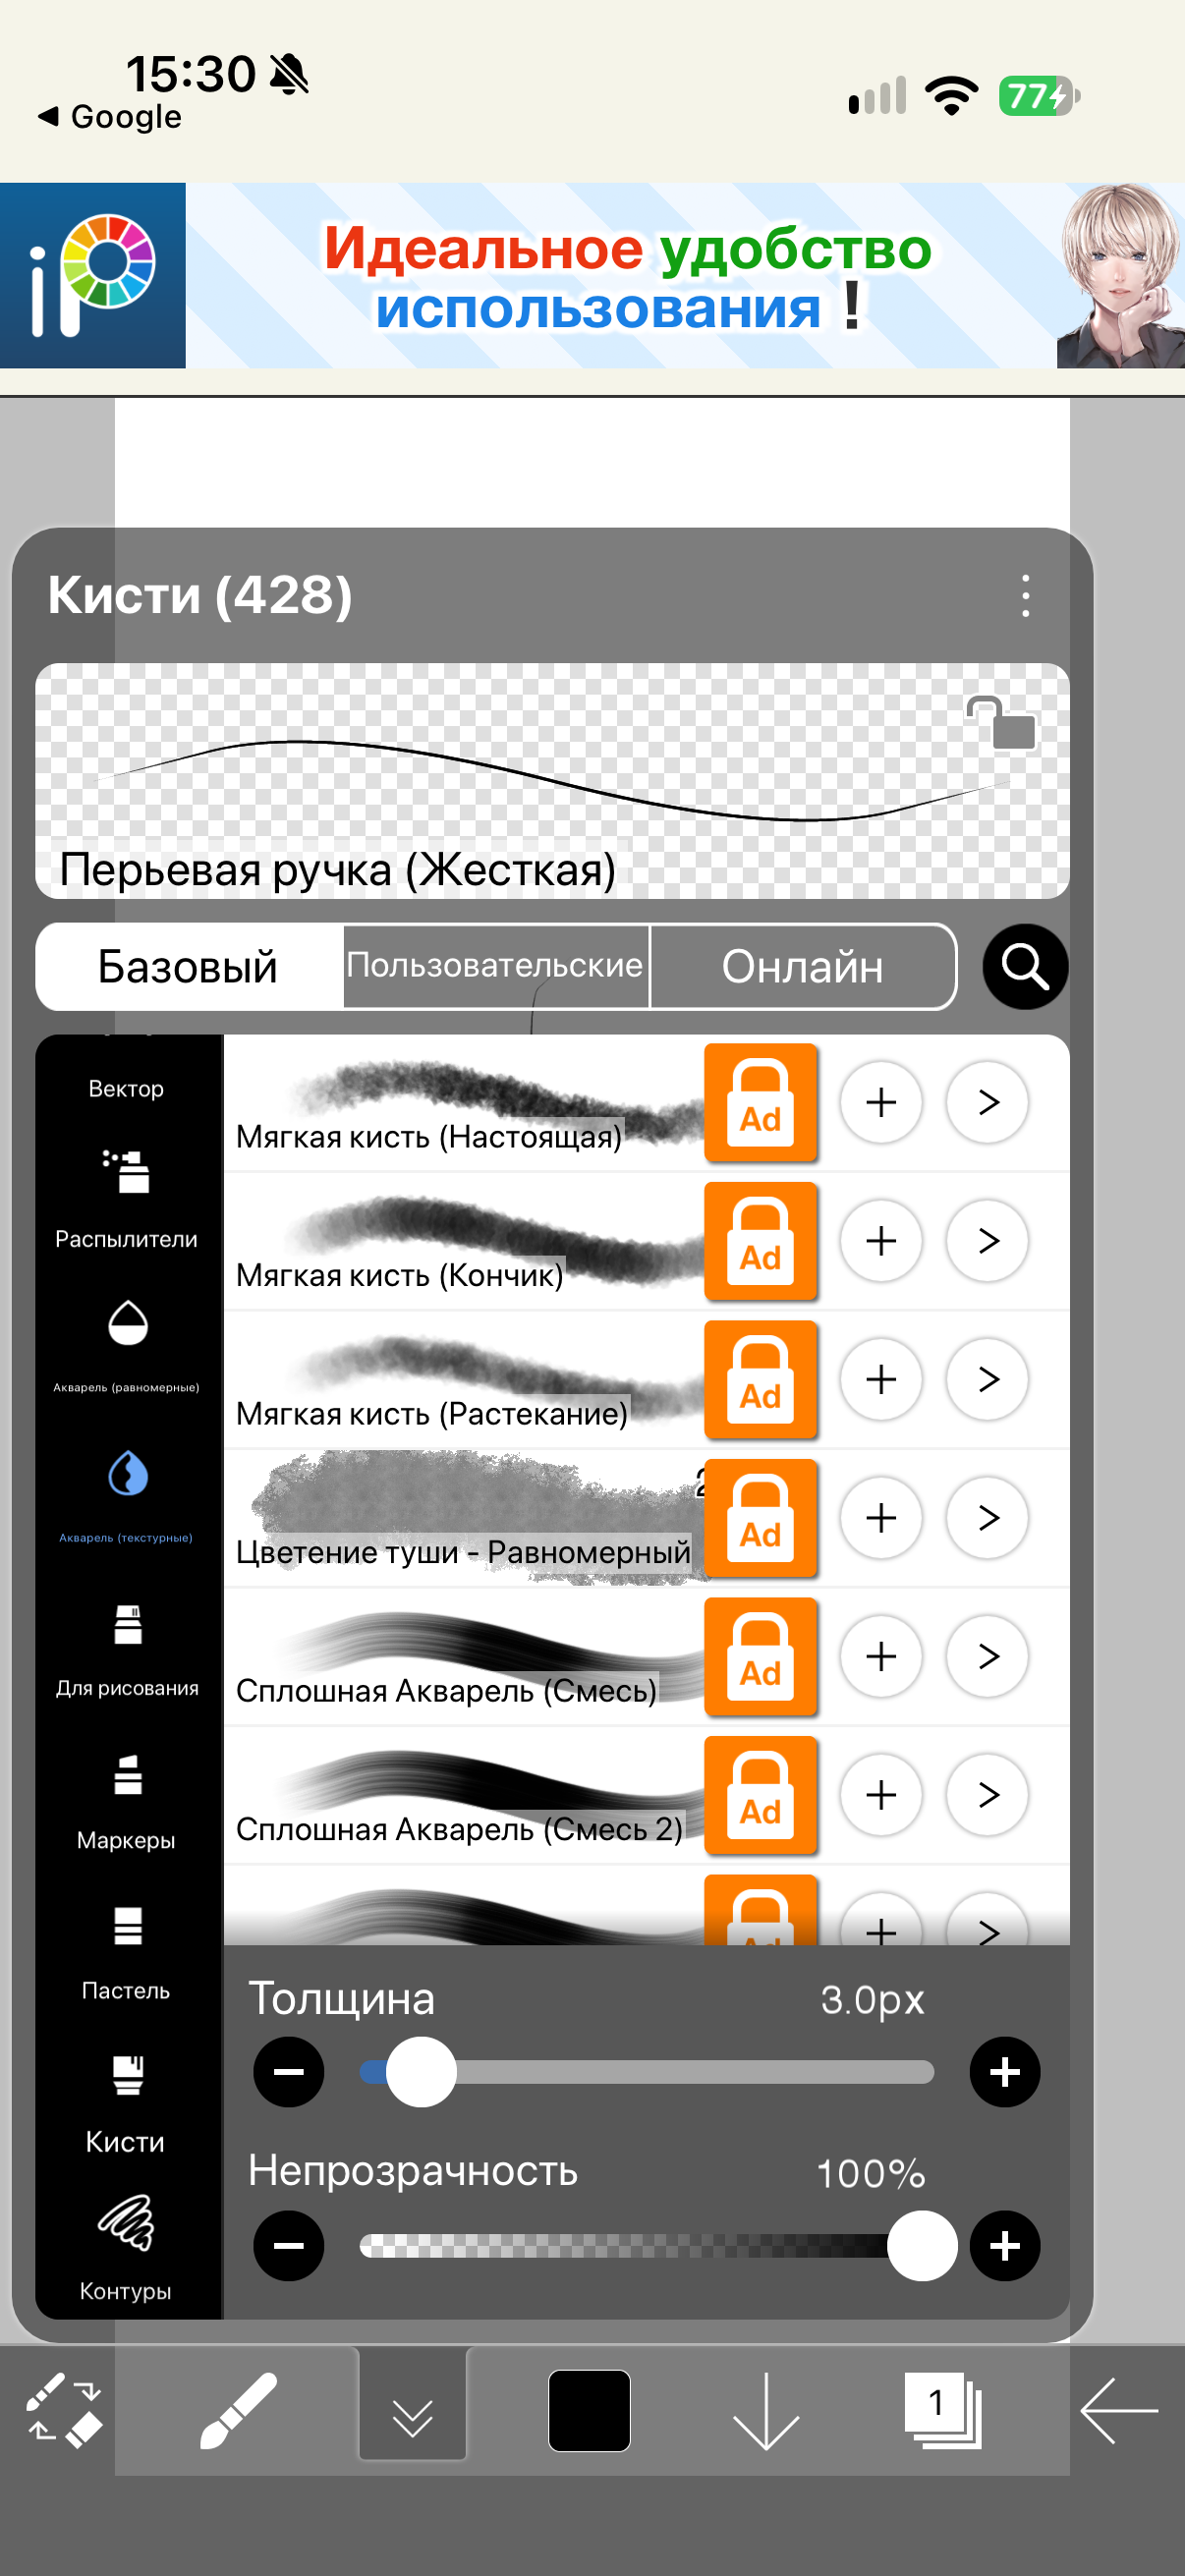 15:30
Google
77
iP
Идеальное удобство
использования !
Кисти (428)
Перьевая ручка (Жесткая)
Базовый
Пользовательские
Онлайн
Вектор
Распылители
Акварель (равномерные)
Акварель (текстурные)
Для рисования
Маркеры
Пастель
Кисти
Контуры
Мягкая кисть (Настоящая)
Ad
Мягкая кисть (Кончик)
Ad
Мягкая кисть (Растекание)
Ad
2
Цветение туши - Равномерный
Ad
Сплошная Акварель (Смесь)
Ad
Сплошная Акварель (Смесь 2)
Ad
Ad
Толщина
3.0px
Непрозрачность
100%
1